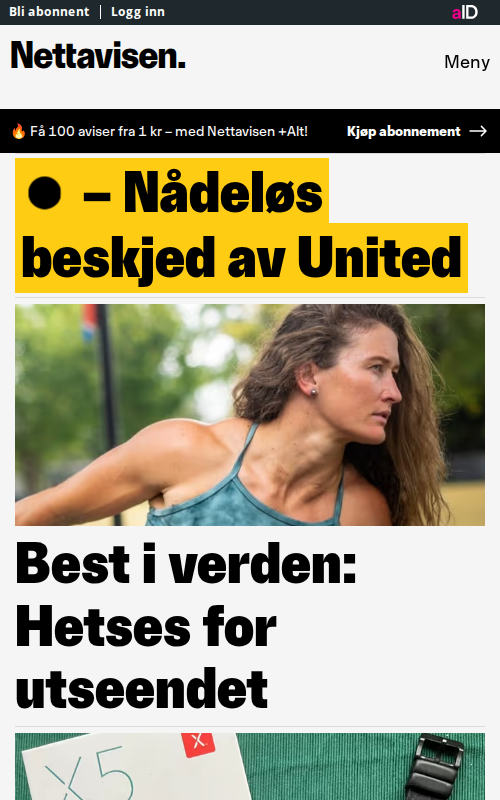 Bli abonnent | Logg inn
aID
Nettavisen.
Meny
🔥 Få 100 aviser fra 1 kr – med Nettavisen +Alt!
Kjøp abonnement →
– Nådeløs
beskjed av United
Best i verden:
Hetses for
utseendet
X5
X